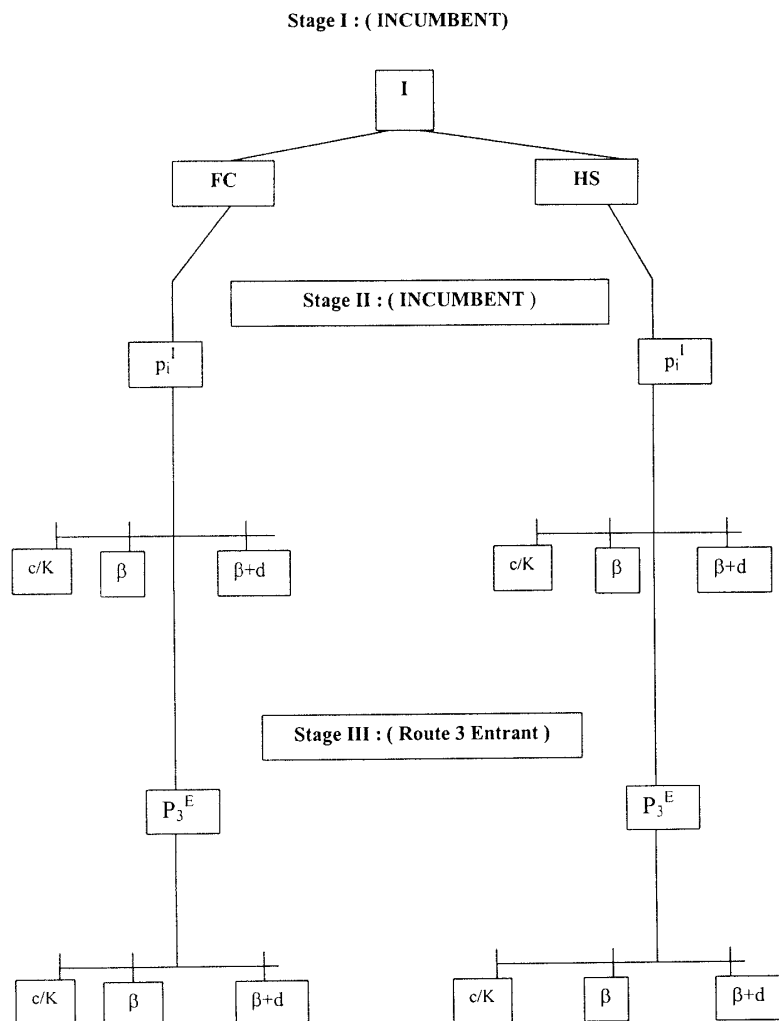 Stage I : ( INCUMBENT)
I
FC HS
Stage II : ( INCUMBENT )
p_i^I p_i^I
c/K β β+d c/K β β+d
Stage III : ( Route 3 Entrant )
P_3^E P_3^E
c/K β β+d c/K β β+d